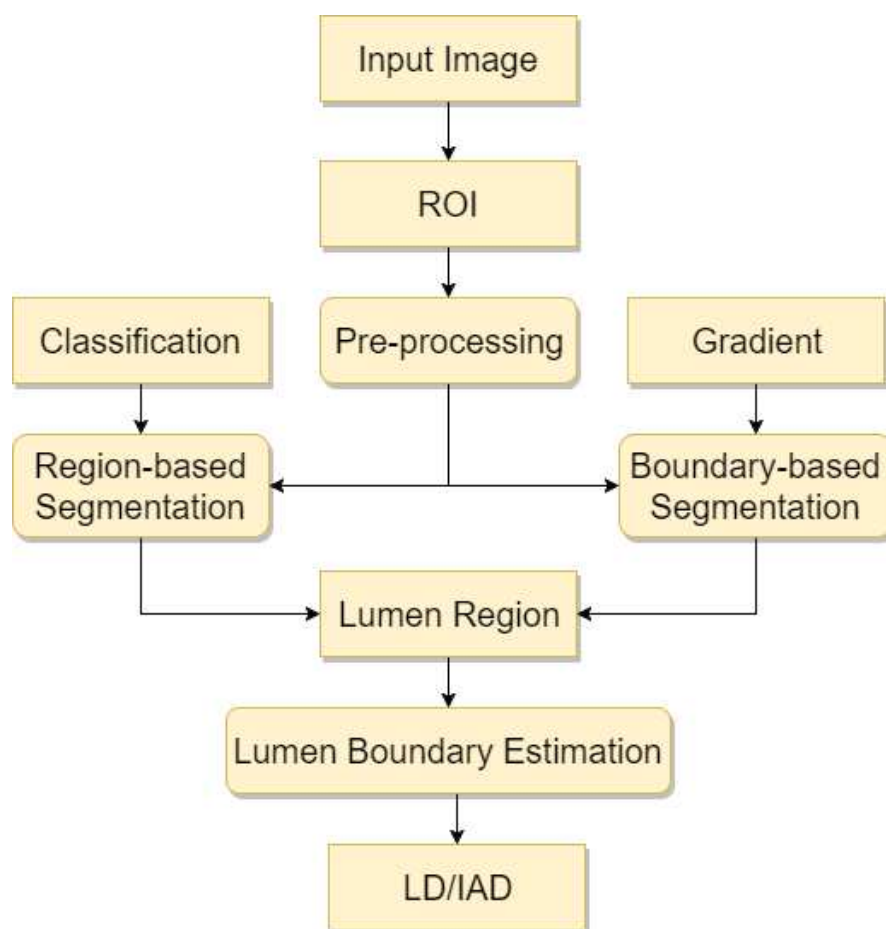 Input Image
ROI
Classification
Pre-processing
Gradient
Region-based
Segmentation
Boundary-based
Segmentation
Lumen Region
Lumen Boundary Estimation
LD/IAD